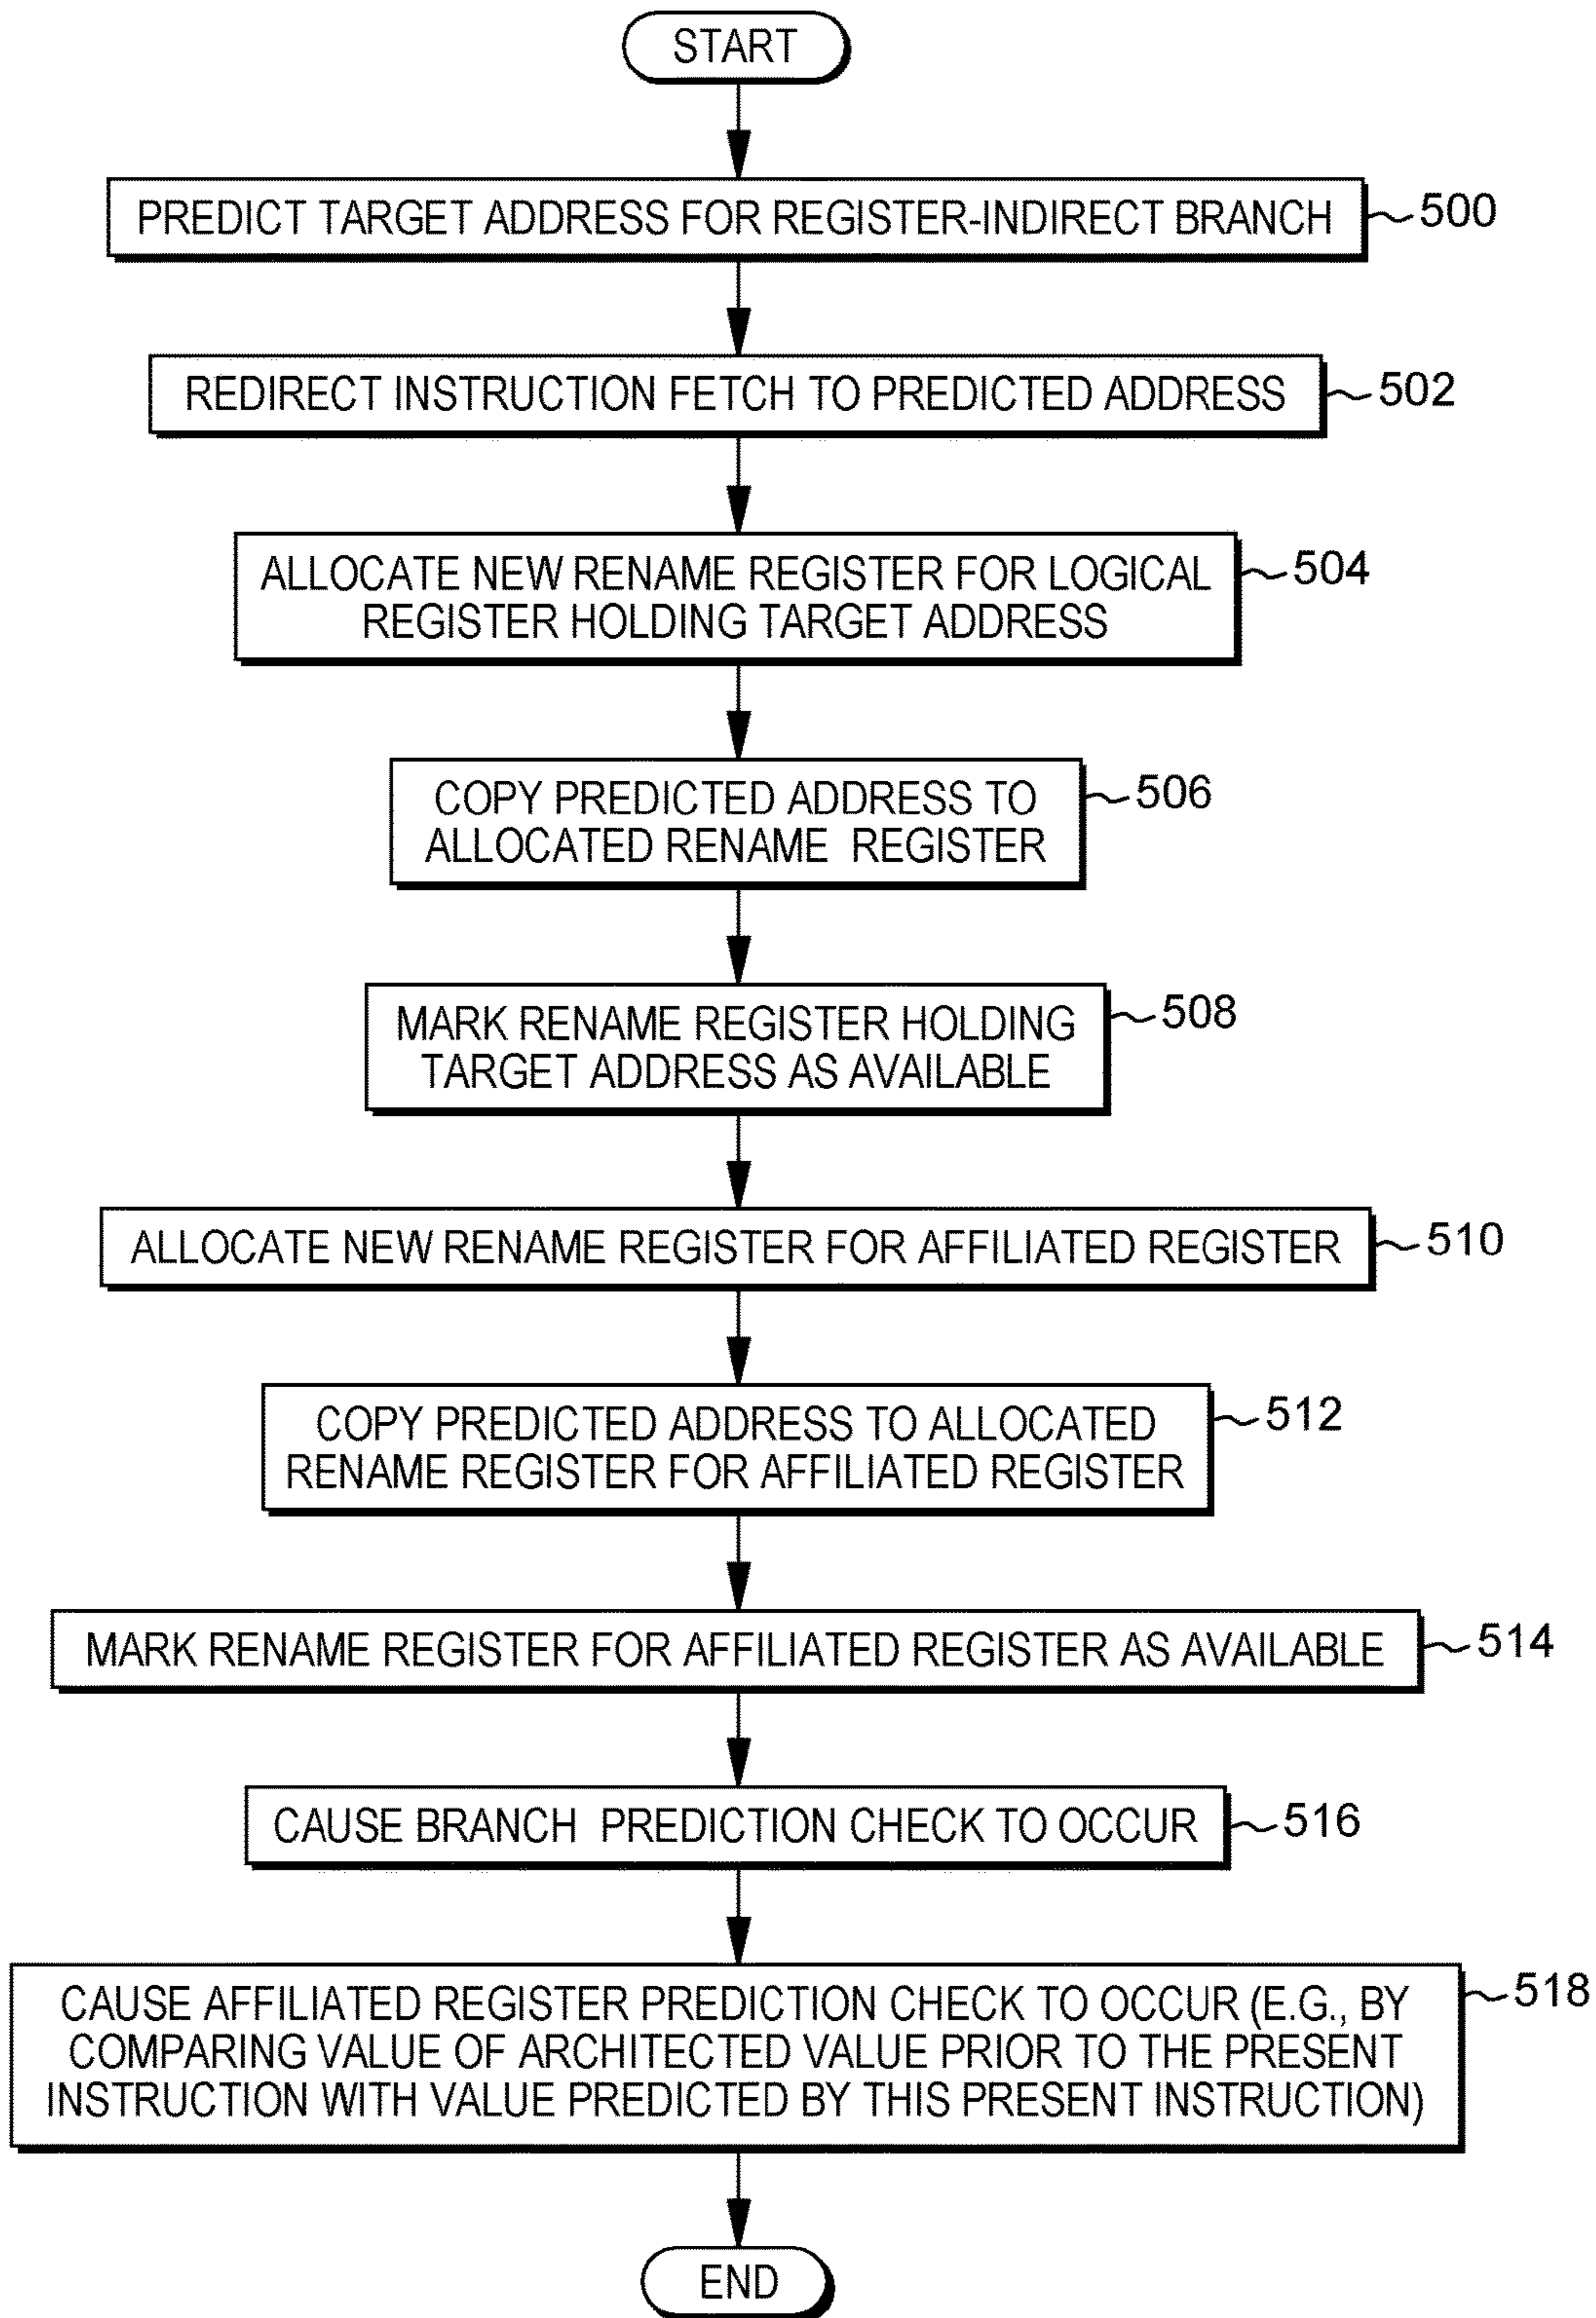 START
PREDICT TARGET ADDRESS FOR REGISTER-INDIRECT BRANCH
500
REDIRECT INSTRUCTION FETCH TO PREDICTED ADDRESS
502
ALLOCATE NEW RENAME REGISTER FOR LOGICAL
REGISTER HOLDING TARGET ADDRESS
504
COPY PREDICTED ADDRESS TO
ALLOCATED RENAME REGISTER
506
MARK RENAME REGISTER HOLDING
TARGET ADDRESS AS AVAILABLE
508
ALLOCATE NEW RENAME REGISTER FOR AFFILIATED REGISTER
510
COPY PREDICTED ADDRESS TO ALLOCATED
RENAME REGISTER FOR AFFILIATED REGISTER
512
MARK RENAME REGISTER FOR AFFILIATED REGISTER AS AVAILABLE
514
CAUSE BRANCH PREDICTION CHECK TO OCCUR
516
CAUSE AFFILIATED REGISTER PREDICTION CHECK TO OCCUR (E.G., BY
COMPARING VALUE OF ARCHITECTED VALUE PRIOR TO THE PRESENT
INSTRUCTION WITH VALUE PREDICTED BY THIS PRESENT INSTRUCTION)
518
END